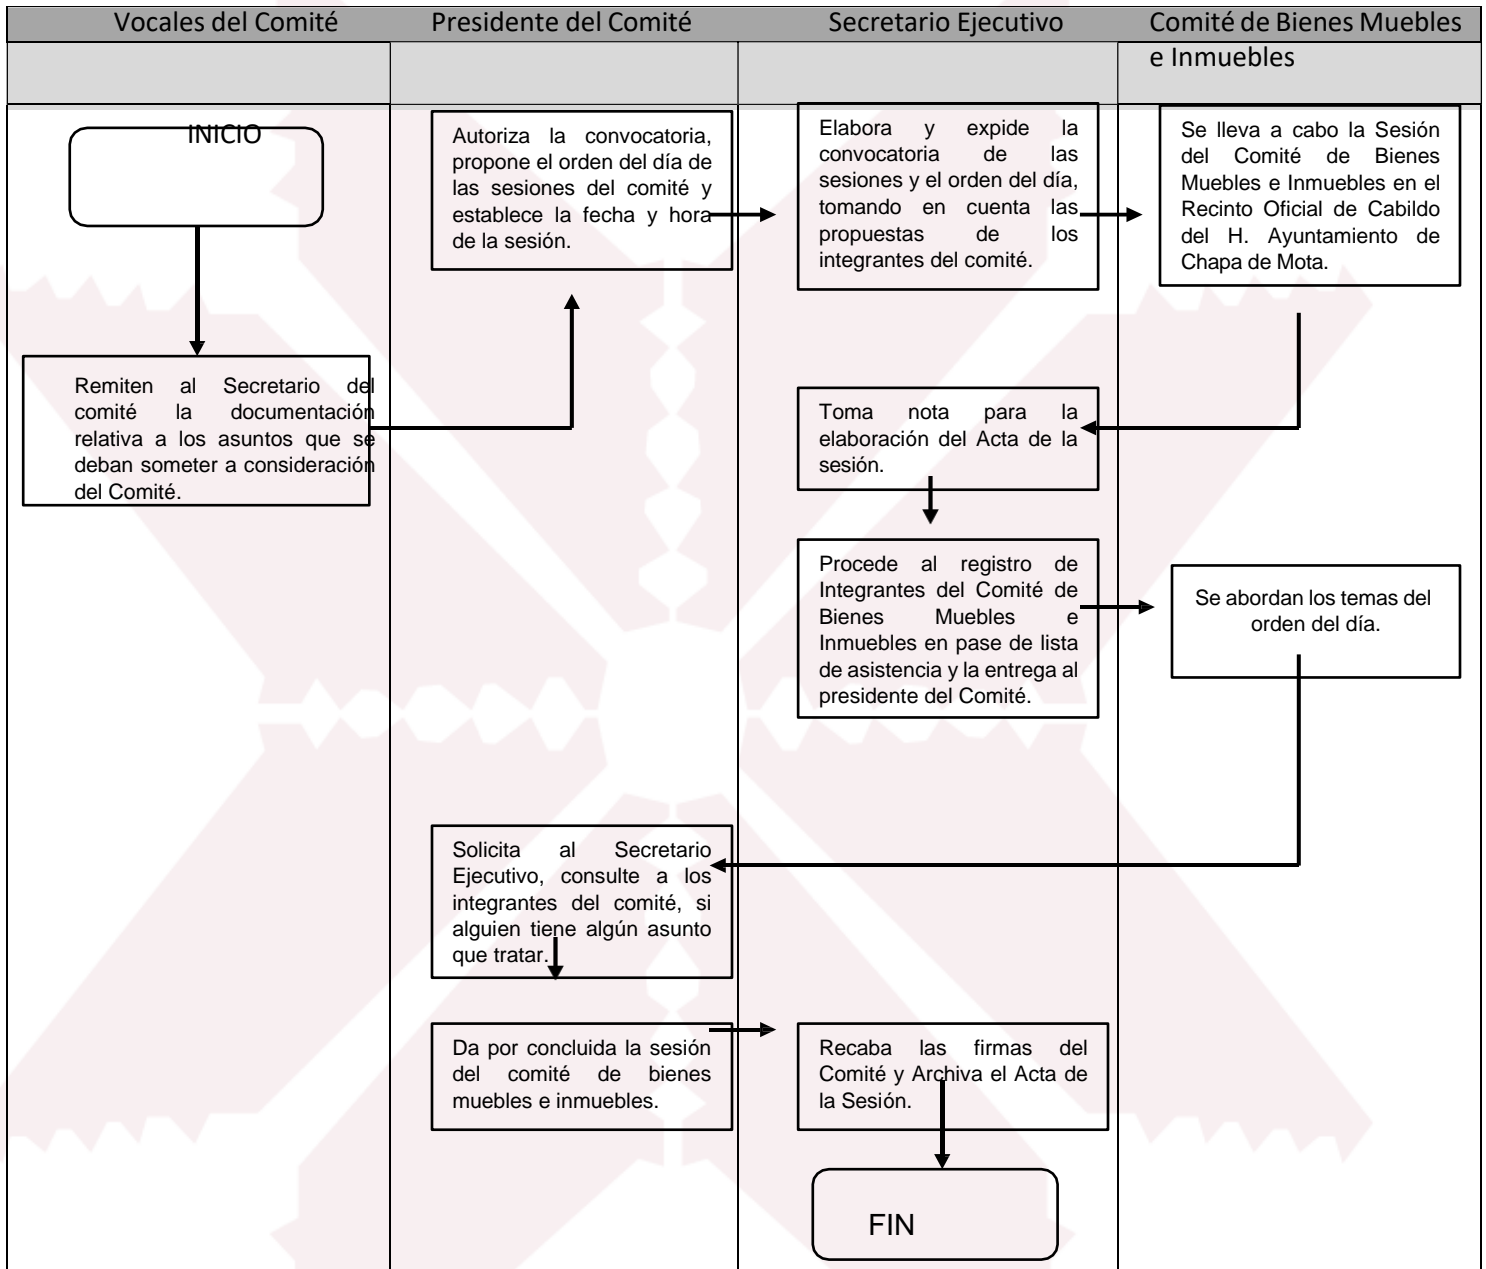 Vocales del Comité
Presidente del Comité
Secretario Ejecutivo
Comité de Bienes Muebles
e Inmuebles
INICIO
Autoriza la convocatoria,
propone el orden del día de
las sesiones del comité y
establece la fecha y hora
de la sesión.
Elabora y expide la
convocatoria de las
sesiones y el orden del día,
tomando en cuenta las
propuestas de los
integrantes del comité.
Se lleva a cabo la Sesión
del Comité de Bienes
Muebles e Inmuebles en el
Recinto Oficial de Cabildo
del H. Ayuntamiento de
Chapa de Mota.
Remiten al Secretario del
comité la documentación
relativa a los asuntos que se
deban someter a consideración
del Comité.
Toma nota para la
elaboración del Acta de la
sesión.
Procede al registro de
Integrantes del Comité de
Bienes Muebles e
Inmuebles en pase de lista
de asistencia y la entrega al
presidente del Comité.
Se abordan los temas del
orden del día.
Solicita al Secretario
Ejecutivo, consulte a los
integrantes del comité, si
alguien tiene algún asunto
que tratar.
Da por concluida la sesión
del comité de bienes
muebles e inmuebles.
Recaba las firmas del
Comité y Archiva el Acta de
la Sesión.
FIN